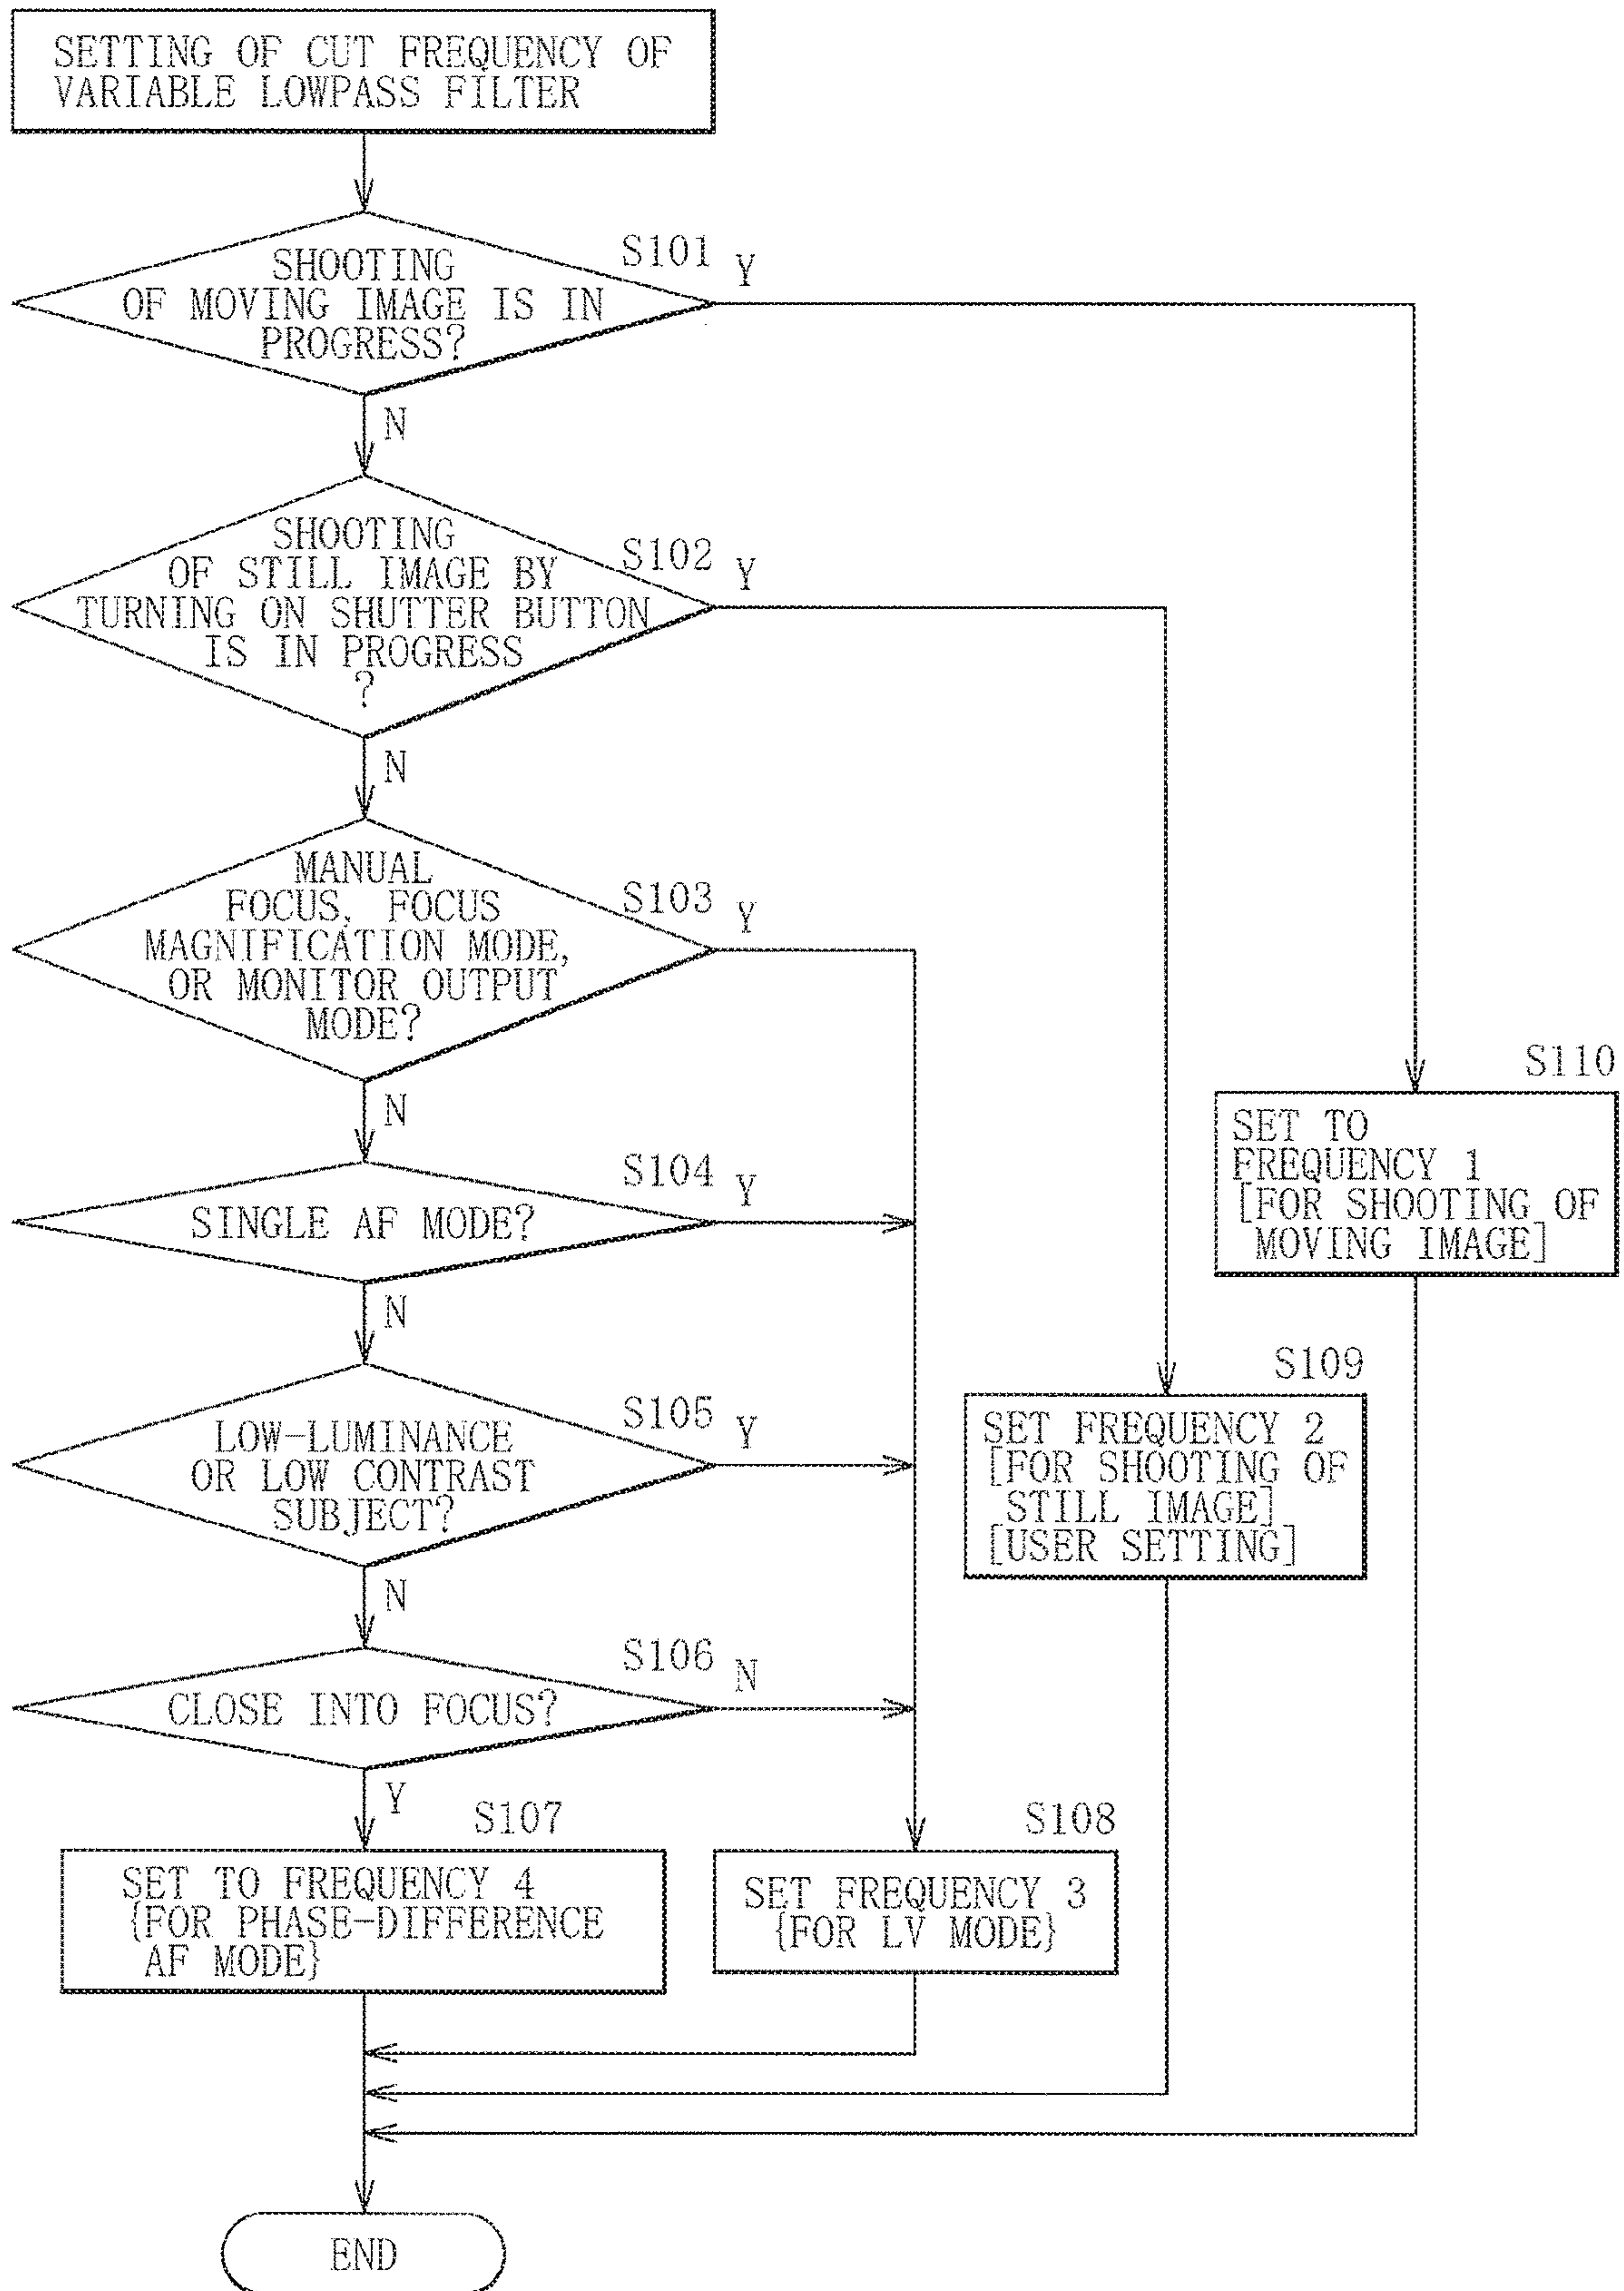 SETTING OF CUT FREQUENCY OF
VARIABLE LOWPASS FILTER
S101
Y
SHOOTING
OF MOVING IMAGE IS IN
PROGRESS?
N
S102
Y
SHOOTING
OF STILL IMAGE BY
TURNING ON SHUTTER BUTTON
IS IN PROGRESS
?
N
S103
Y
MANUAL
FOCUS, FOCUS
MAGNIFICATION MODE,
OR MONITOR OUTPUT
MODE?
N
S104
Y
SINGLE AF MODE?
N
S105
Y
LOW-LUMINANCE
OR LOW CONTRAST
SUBJECT?
N
S106
N
CLOSE INTO FOCUS?
Y
S107
SET TO FREQUENCY 4
{FOR PHASE-DIFFERENCE
AF MODE}
S108
SET FREQUENCY 3
{FOR LV MODE}
S109
SET FREQUENCY 2
[FOR SHOOTING OF
STILL IMAGE]
[USER SETTING]
S110
SET TO
FREQUENCY 1
[FOR SHOOTING OF
MOVING IMAGE]
END